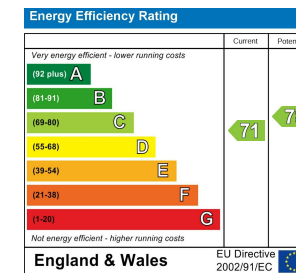 Energy Efficiency Rating
Current
Very energy efficient - lower running costs
(92 plus) A
(81-91) B
(69-80) C
71
(55-68) D
(39-54) E
(21-38) F
(1-20) G
Not energy efficient - higher running costs
England & Wales
EU Directive
2002/91/EC